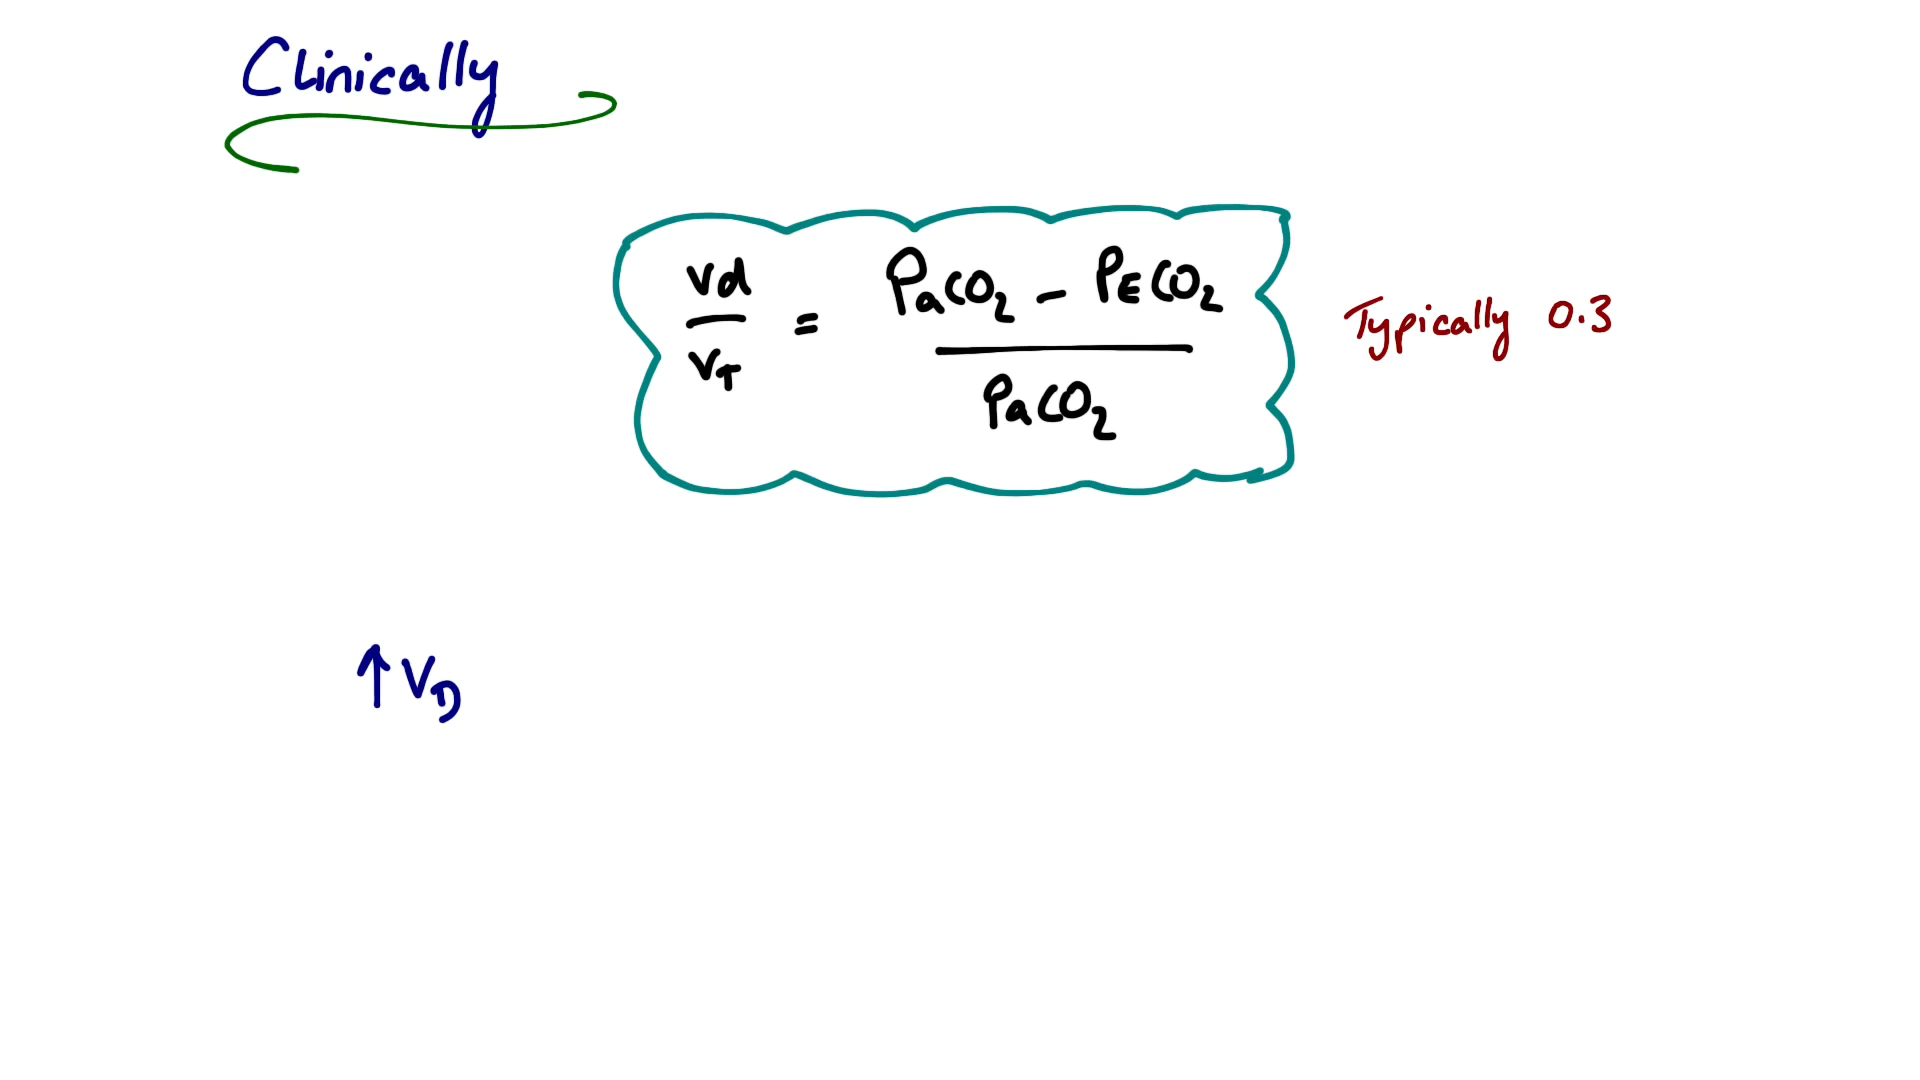 Clinically
Vd/VT = PaCO2 - PECO2 / PaCO2
Typically 0.3
↑ VD